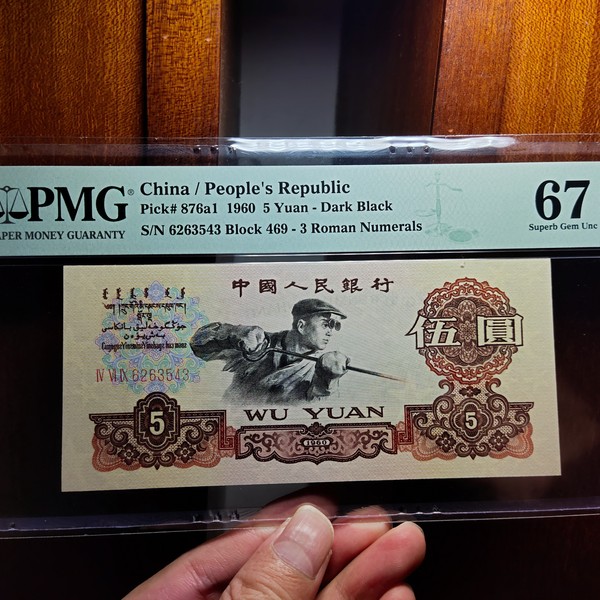 PMG®
PAPER MONEY GUARANTY
China / People's Republic
Pick# 876a1 1960 5 Yuan - Dark Black
S/N 6263543 Block 469 - 3 Roman Numerals
67
Superb Gem Unc
中國人民銀行
IV VI IX 6263543
伍圓
WU YUAN
5
1960
5